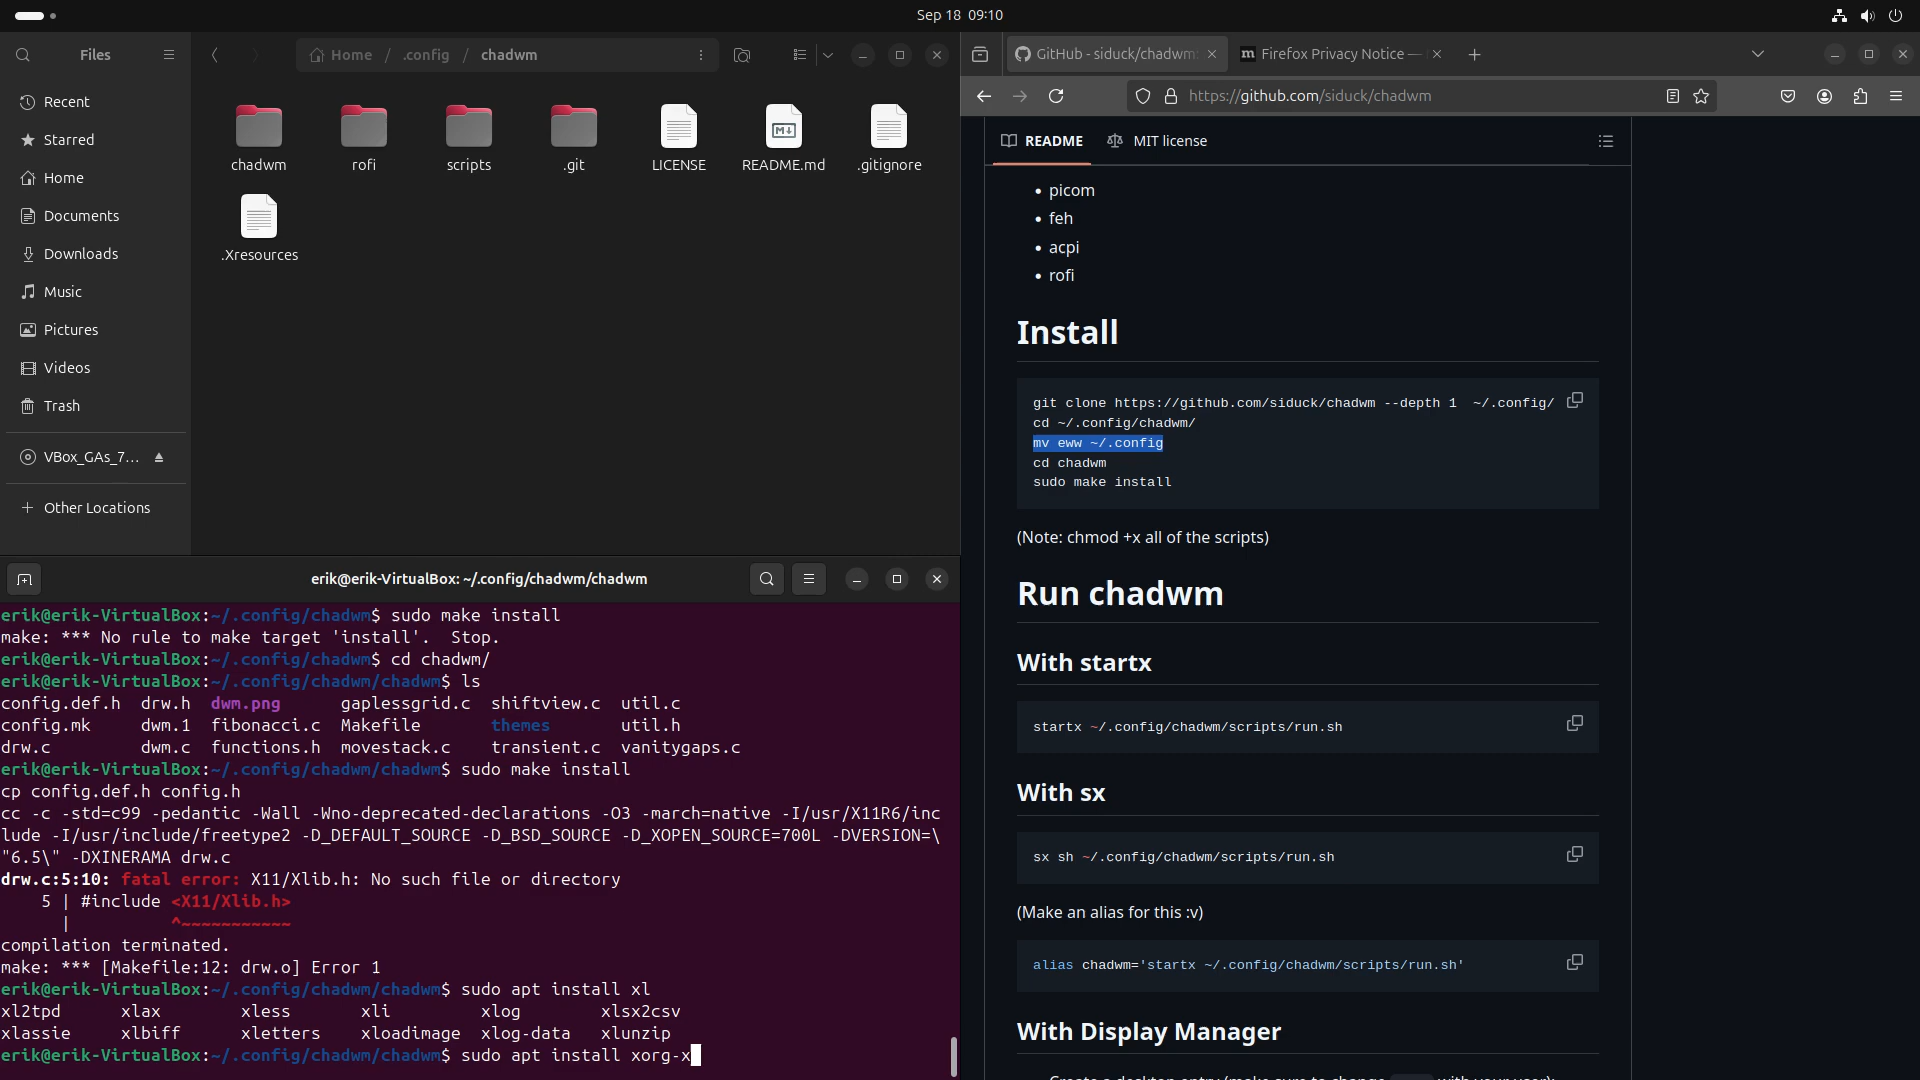 Sep 18 09:10
Files
Home / .config / chadwm
Recent
Starred
Home
Documents
Downloads
Music
Pictures
Videos
Trash
VBox_GAs_7...
Other Locations
chadwm
rofi
scripts
.git
LICENSE
README.md
.gitignore
.Xresources
GitHub - siduck/chadwm:
Firefox Privacy Notice —
https://github.com/siduck/chadwm
README
MIT license
• picom
• feh
• acpi
• rofi
Install
git clone https://github.com/siduck/chadwm --depth 1  ~/.config/
cd ~/.config/chadwm/
mv eww ~/.config
cd chadwm
sudo make install
(Note: chmod +x all of the scripts)
Run chadwm
With startx
startx ~/.config/chadwm/scripts/run.sh
With sx
sx sh ~/.config/chadwm/scripts/run.sh
(Make an alias for this :v)
alias chadwm='startx ~/.config/chadwm/scripts/run.sh'
With Display Manager
Create a desktop entry (make sure to change with your user):
erik@erik-VirtualBox: ~/.config/chadwm/chadwm
erik@erik-VirtualBox:~/.config/chadwm$ sudo make install
make: *** No rule to make target 'install'.  Stop.
erik@erik-VirtualBox:~/.config/chadwm$ cd chadwm/
erik@erik-VirtualBox:~/.config/chadwm/chadwm$ ls
config.def.h  drw.h  dwm.png      gaplessgrid.c  shiftview.c  util.c
config.mk     dwm.1  fibonacci.c  Makefile       themes       util.h
drw.c         dwm.c  functions.h  movestack.c    transient.c  vanitygaps.c
erik@erik-VirtualBox:~/.config/chadwm/chadwm$ sudo make install
cp config.def.h config.h
cc -c -std=c99 -pedantic -Wall -Wno-deprecated-declarations -O3 -march=native -I/usr/X11R6/inc
lude -I/usr/include/freetype2 -D_DEFAULT_SOURCE -D_BSD_SOURCE -D_XOPEN_SOURCE=700L -DVERSION=\
"6.5\" -DXINERAMA drw.c
drw.c:5:10: fatal error: X11/Xlib.h: No such file or directory
    5 | #include <X11/Xlib.h>
      |          ^~~~~~~~~~~~
compilation terminated.
make: *** [Makefile:12: drw.o] Error 1
erik@erik-VirtualBox:~/.config/chadwm/chadwm$ sudo apt install xl
xl2tpd      xlax        xless       xli         xlog        xlsx2csv
xlassie     xlbiff      xletters    xloadimage  xlog-data   xlunzip
erik@erik-VirtualBox:~/.config/chadwm/chadwm$ sudo apt install xorg-x